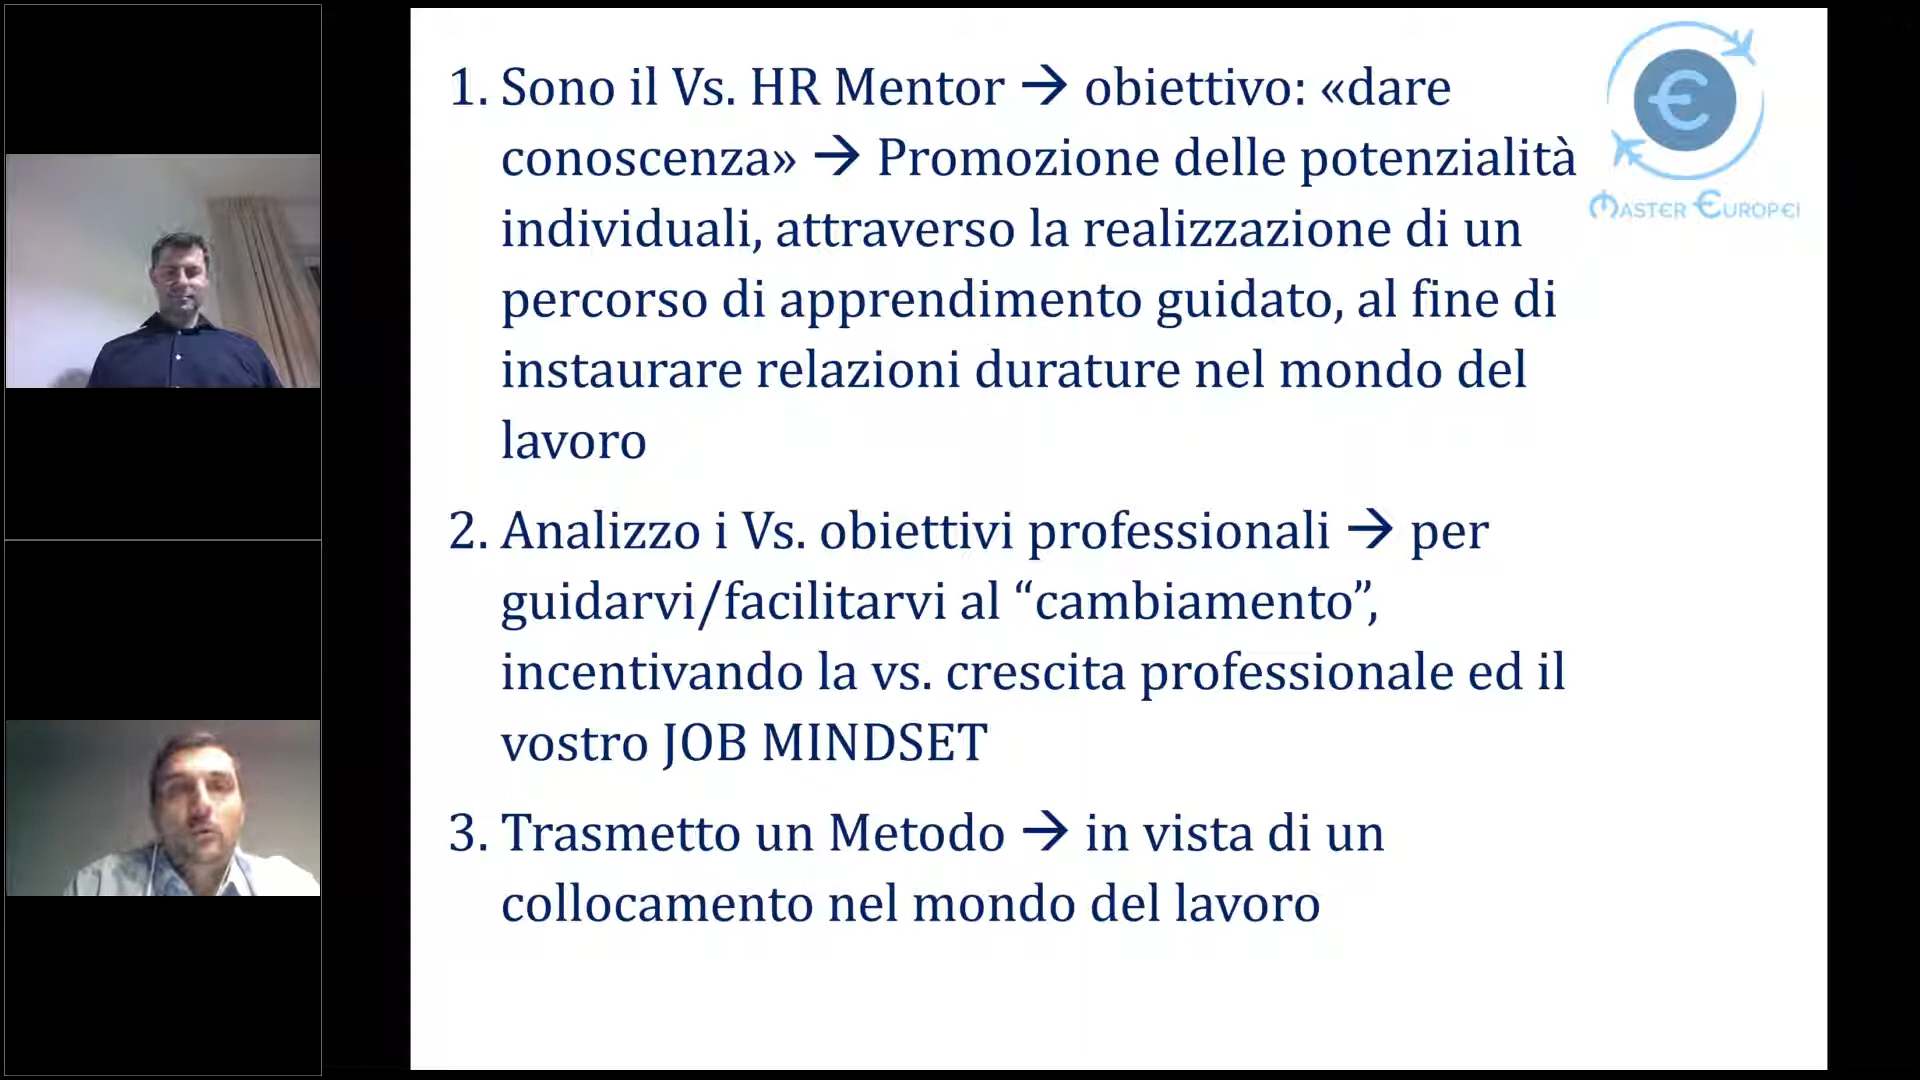 1. Sono il Vs. HR Mentor → obiettivo: «dare
conoscenza» → Promozione delle potenzialità
individuali, attraverso la realizzazione di un
percorso di apprendimento guidato, al fine di
instaurare relazioni durature nel mondo del
lavoro
2. Analizzo i Vs. obiettivi professionali → per
guidarvi/facilitarvi al “cambiamento”,
incentivando la vs. crescita professionale ed il
vostro JOB MINDSET
3. Trasmetto un Metodo → in vista di un
collocamento nel mondo del lavoro
€
MASTER EUROPEI